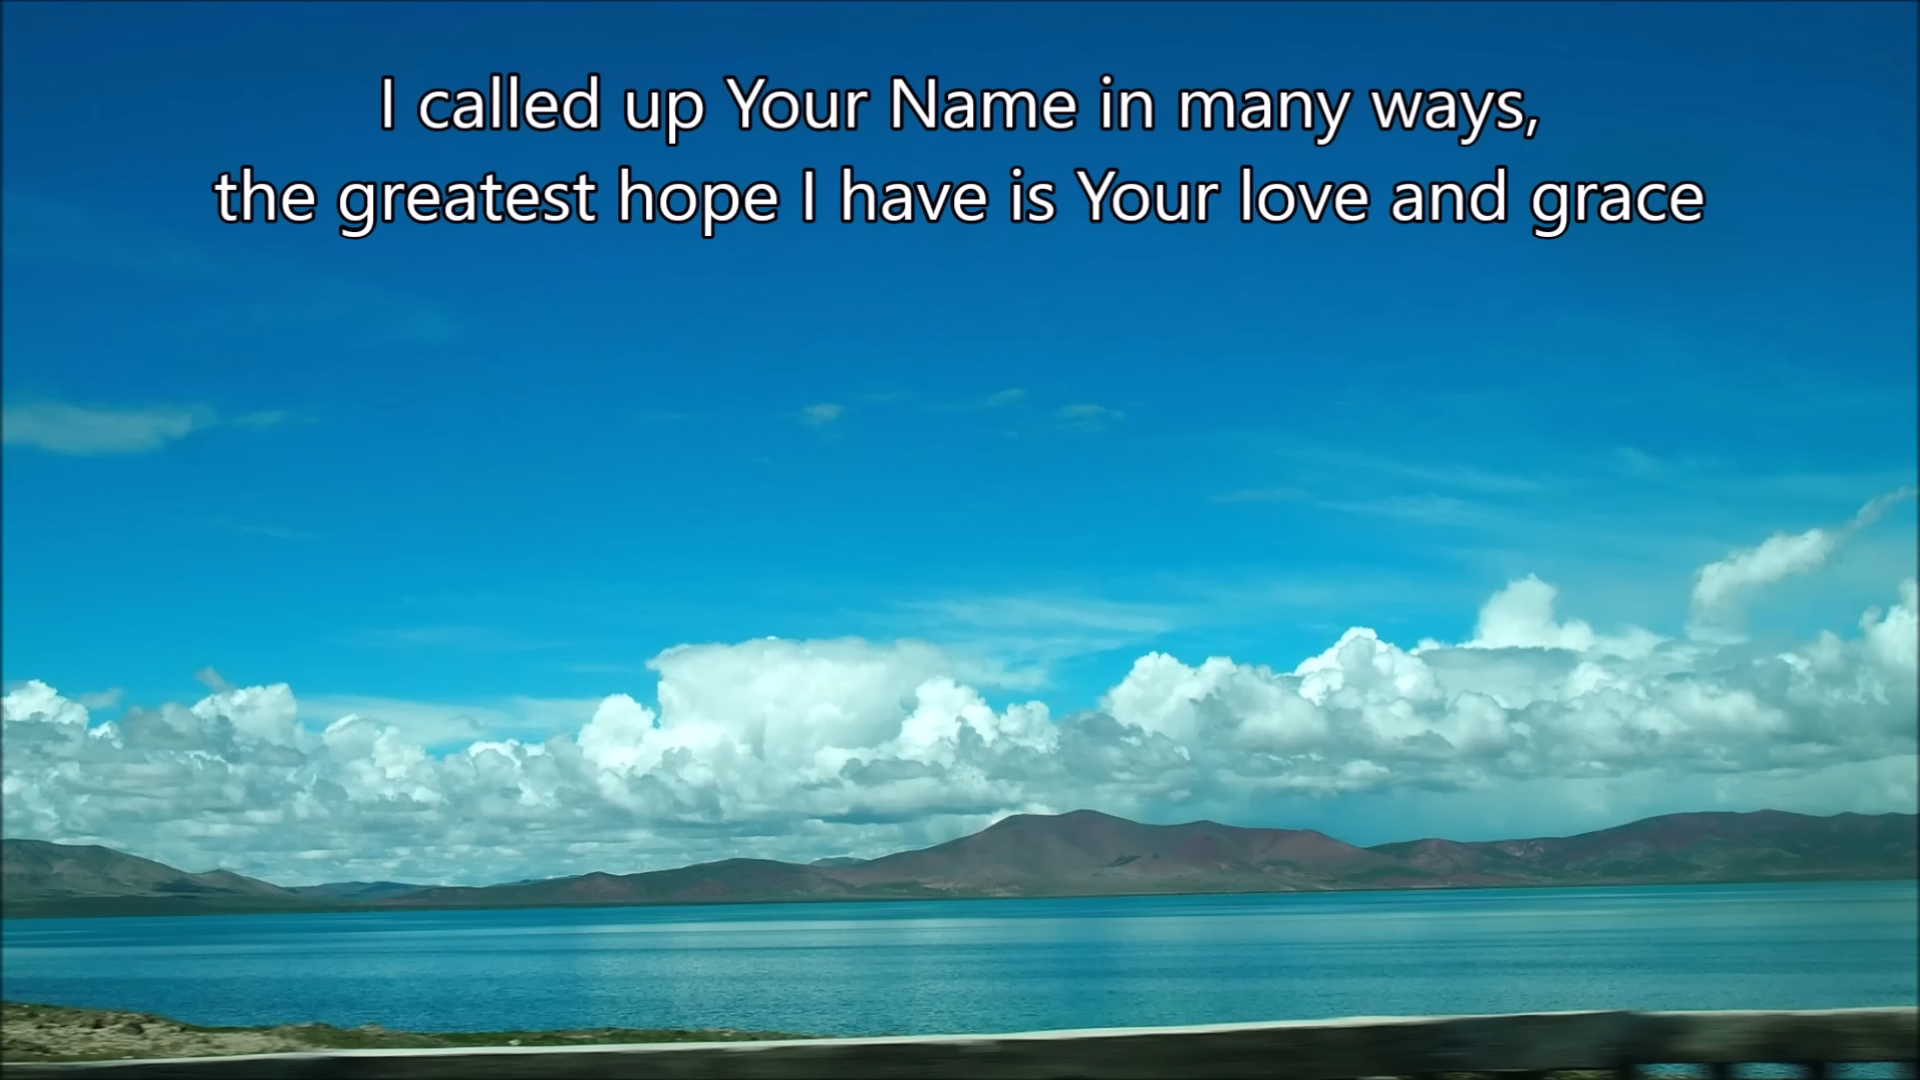 I called up Your Name in many ways,
the greatest hope I have is Your love and grace